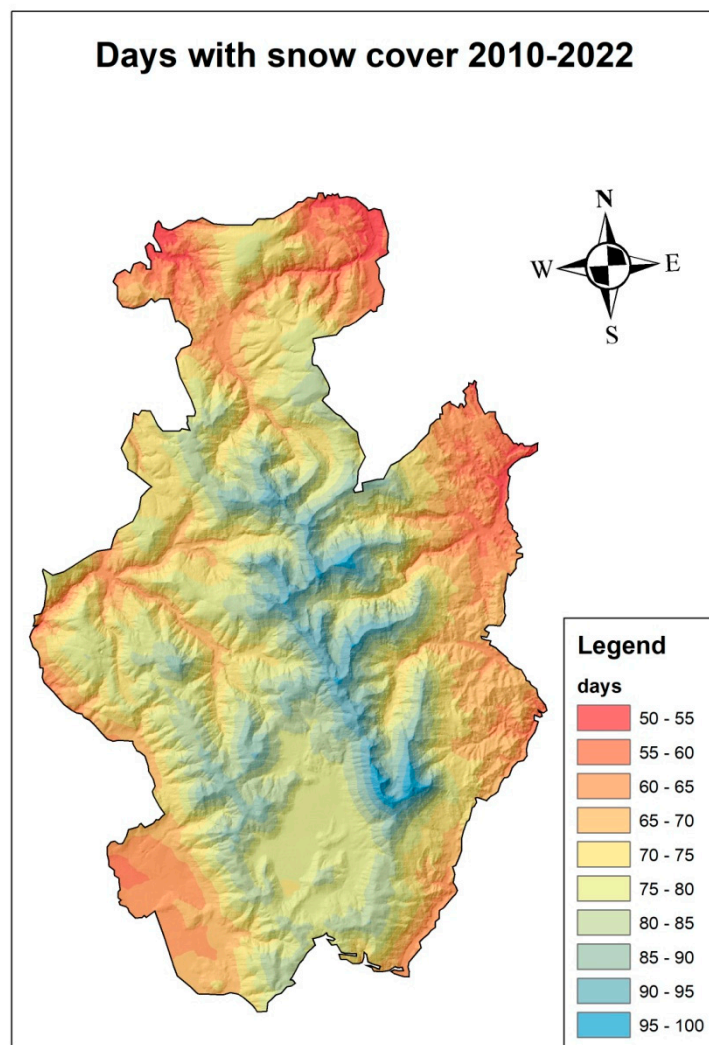 Days with snow cover 2010-2022
N
W
E
S
Legend
days
50 - 55
55 - 60
60 - 65
65 - 70
70 - 75
75 - 80
80 - 85
85 - 90
90 - 95
95 - 100